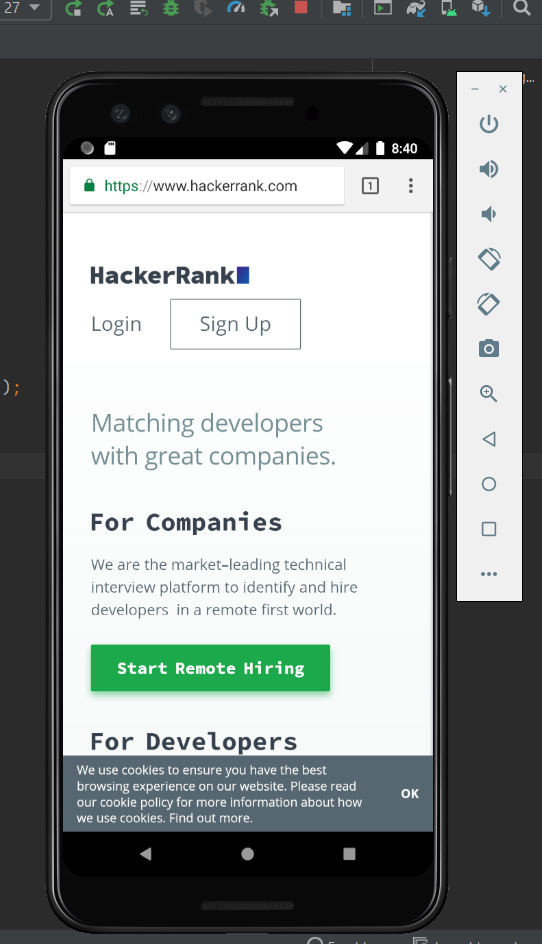 27
8:40
https://www.hackerrank.com
1
HackerRank
Login
Sign Up
);
Matching developers
with great companies.
For Companies
We are the market-leading technical
interview platform to identify and hire
developers in a remote first world.
Start Remote Hiring
For Developers
We use cookies to ensure you have the best
browsing experience on our website. Please read
our cookie policy for more information about how
we use cookies. Find out more.
OK